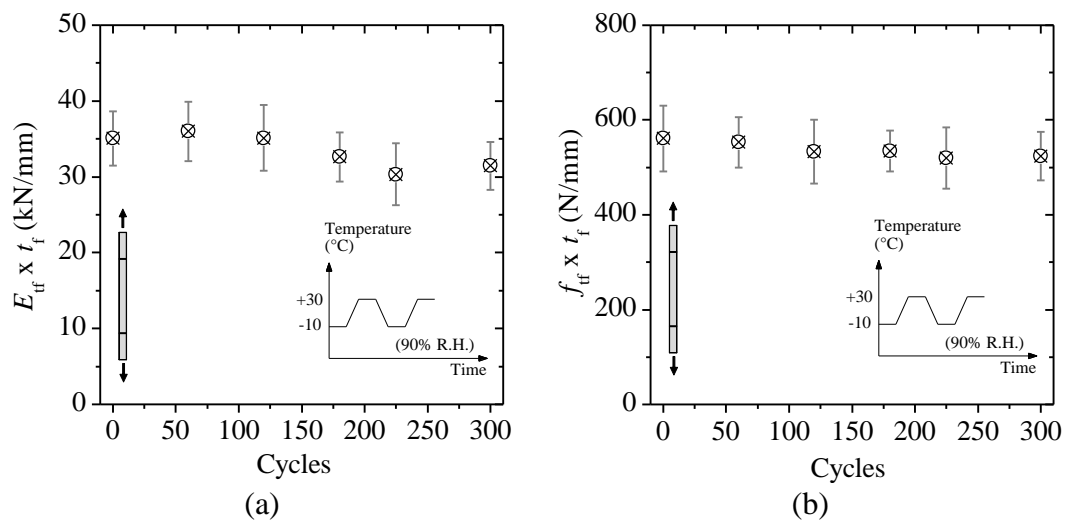 50
40
30
20
10
0
E_tf x t_f (kN/mm)
Temperature
(°C)
+30
-10
(90% R.H.)
Time
0 50 100 150 200 250 300
Cycles
(a)
800
600
400
200
0
f_tf x t_f (N/mm)
Temperature
(°C)
+30
-10
(90% R.H.)
Time
0 50 100 150 200 250 300
Cycles
(b)